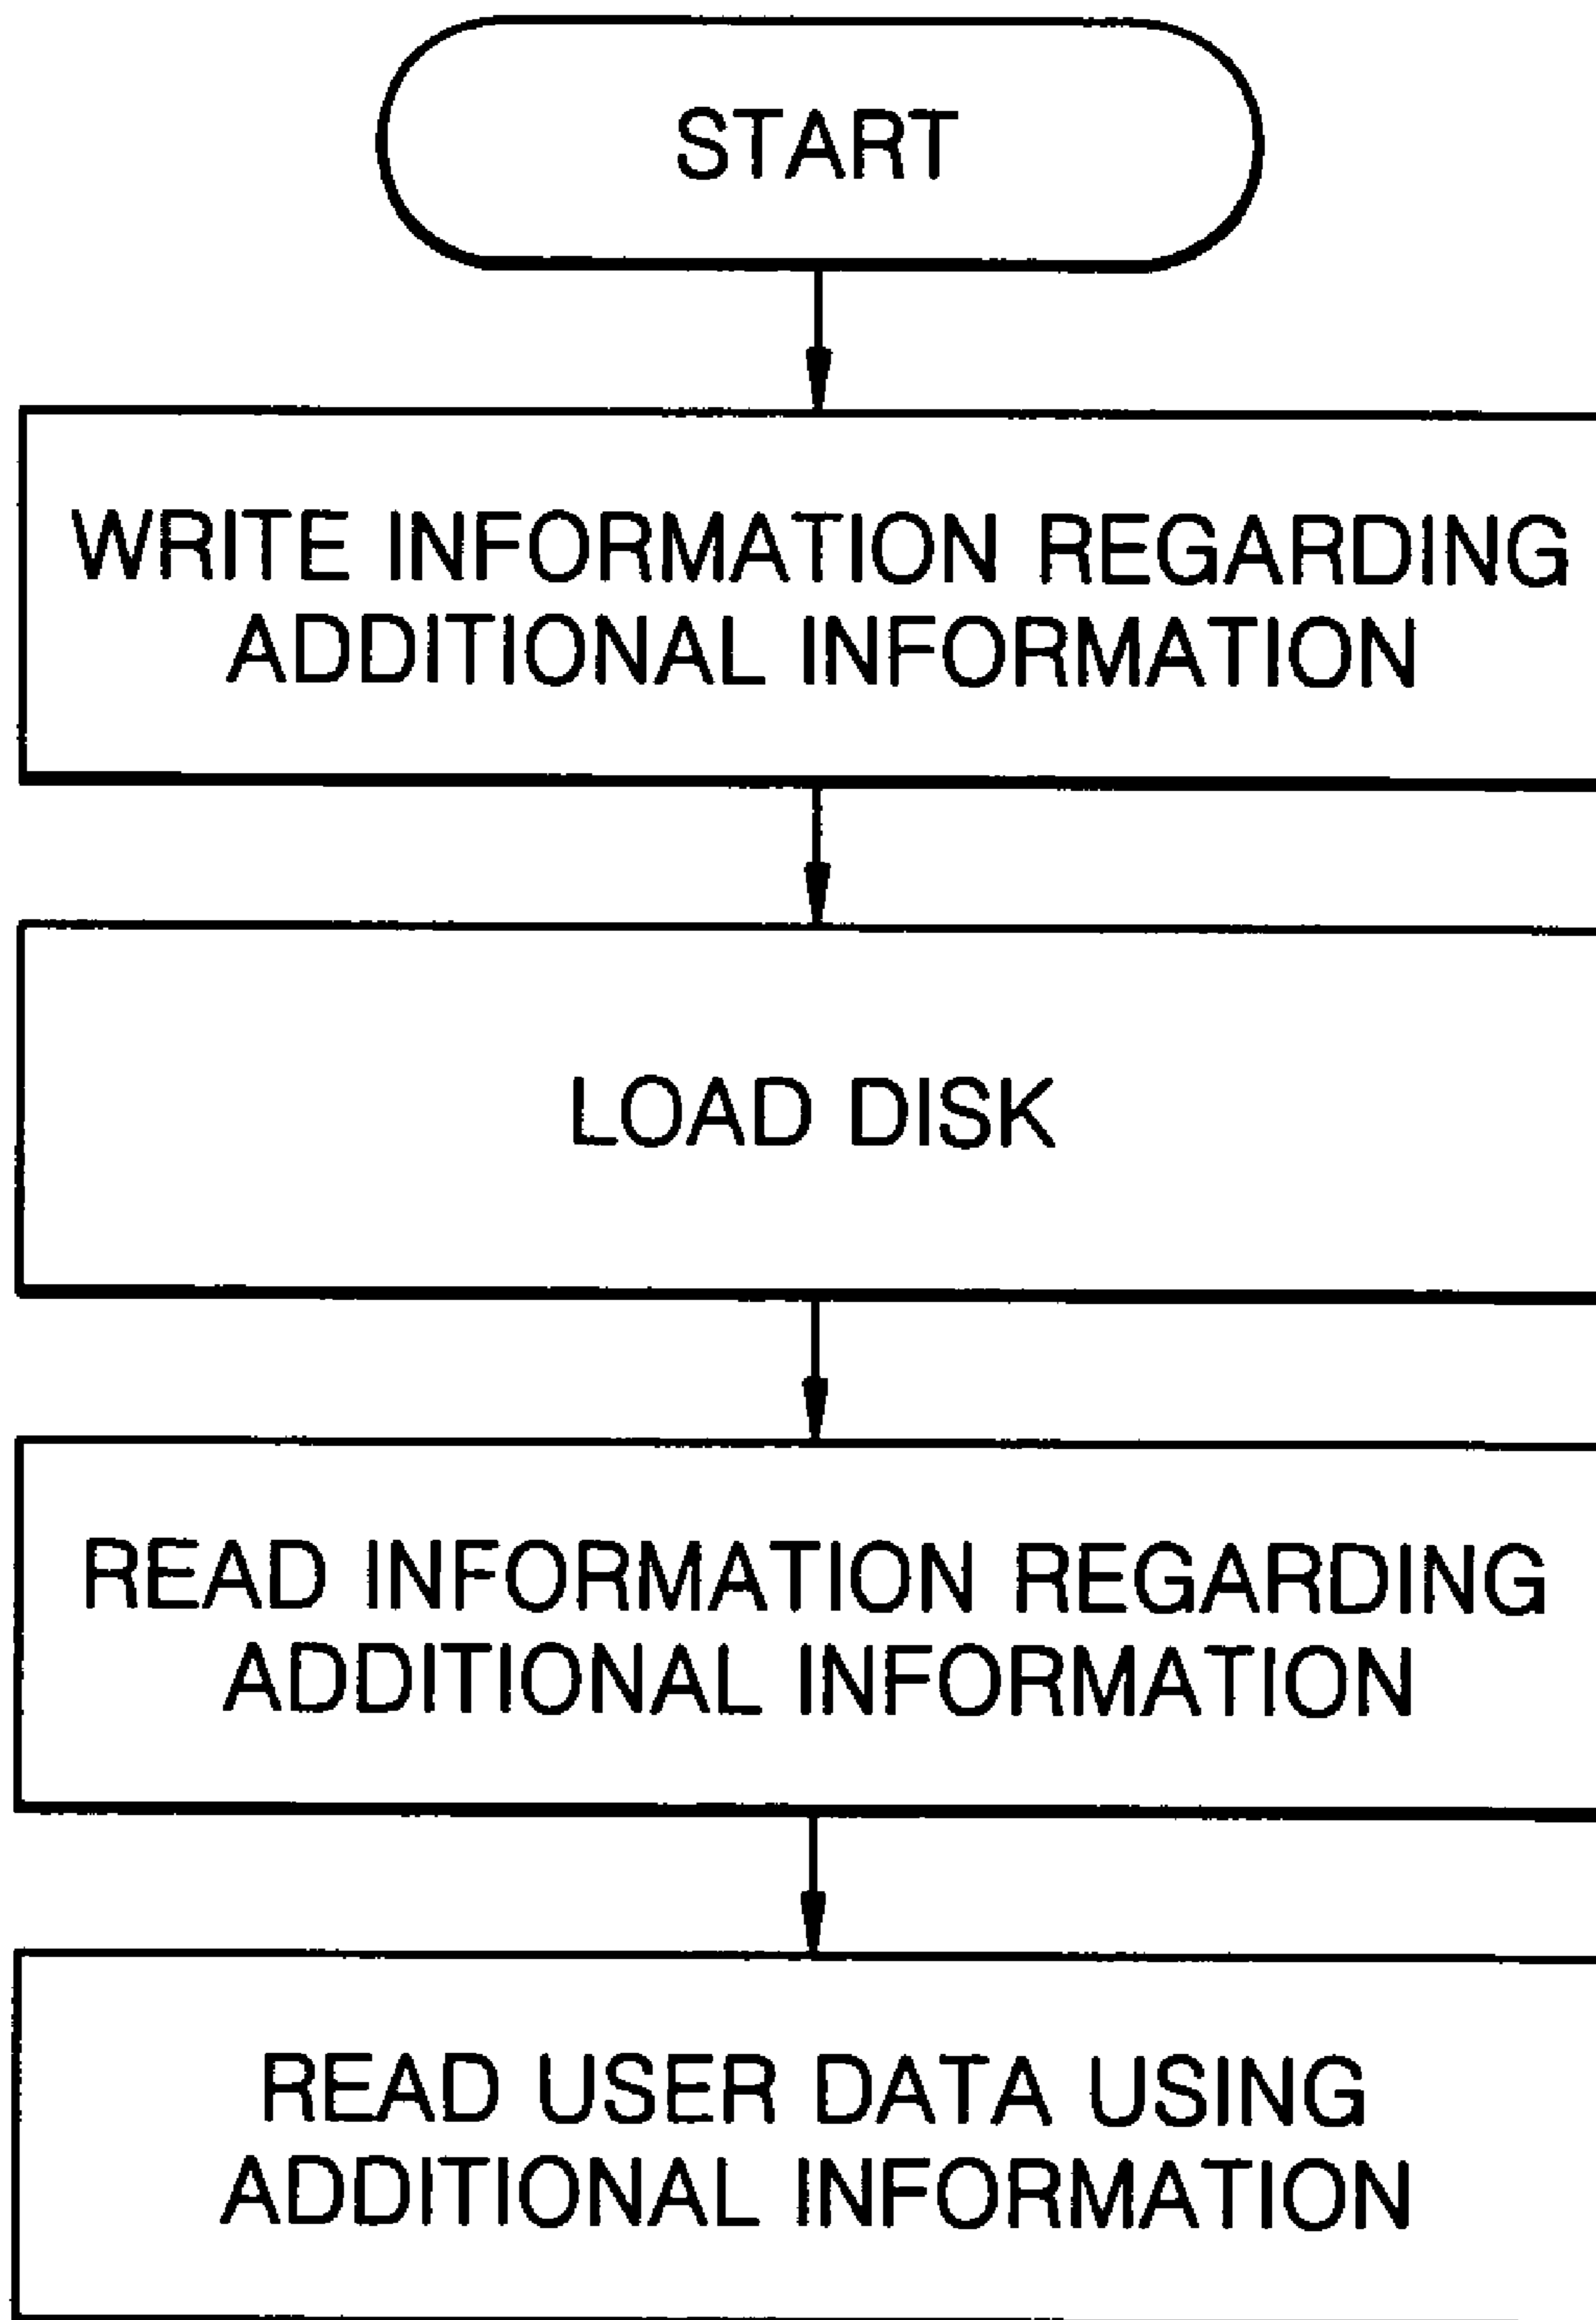 START
WRITE INFORMATION REGARDING
ADDITIONAL INFORMATION
LOAD DISK
READ INFORMATION REGARDING
ADDITIONAL INFORMATION
READ USER DATA USING
ADDITIONAL INFORMATION